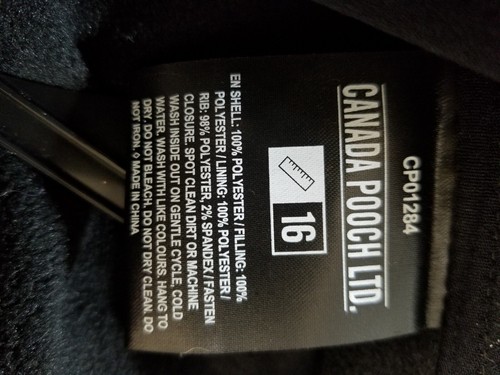 CP01284
CANADA POOCH LTD.
16
EN SHELL: 100% POLYESTER / FILLING: 100%
POLYESTER / LINING: 100% POLYESTER /
RIB: 98% POLYESTER, 2% SPANDEX / FASTEN
CLOSURE. SPOT CLEAN DIRT OR MACHINE
WASH INSIDE OUT ON GENTLE CYCLE, COLD
WATER. WASH WITH LIKE COLOURS. HANG TO
DRY. DO NOT BLEACH. DO NOT DRY CLEAN. DO
NOT IRON. ◊ MADE IN CHINA